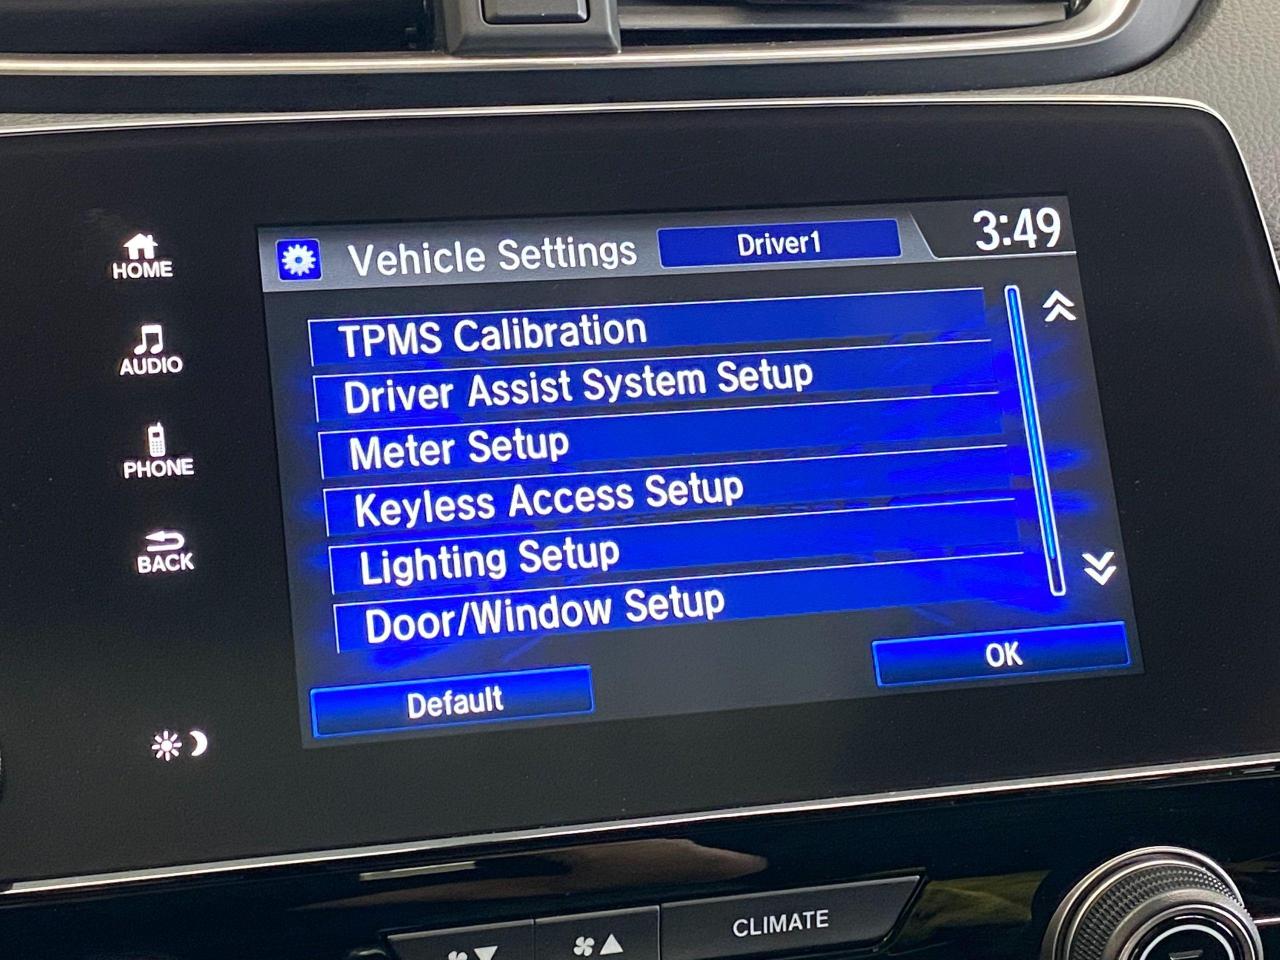 Vehicle Settings Driver1 3:49
HOME
TPMS Calibration
AUDIO
Driver Assist System Setup
Meter Setup
PHONE
Keyless Access Setup
BACK
Lighting Setup
Door/Window Setup
Default OK
CLIMATE